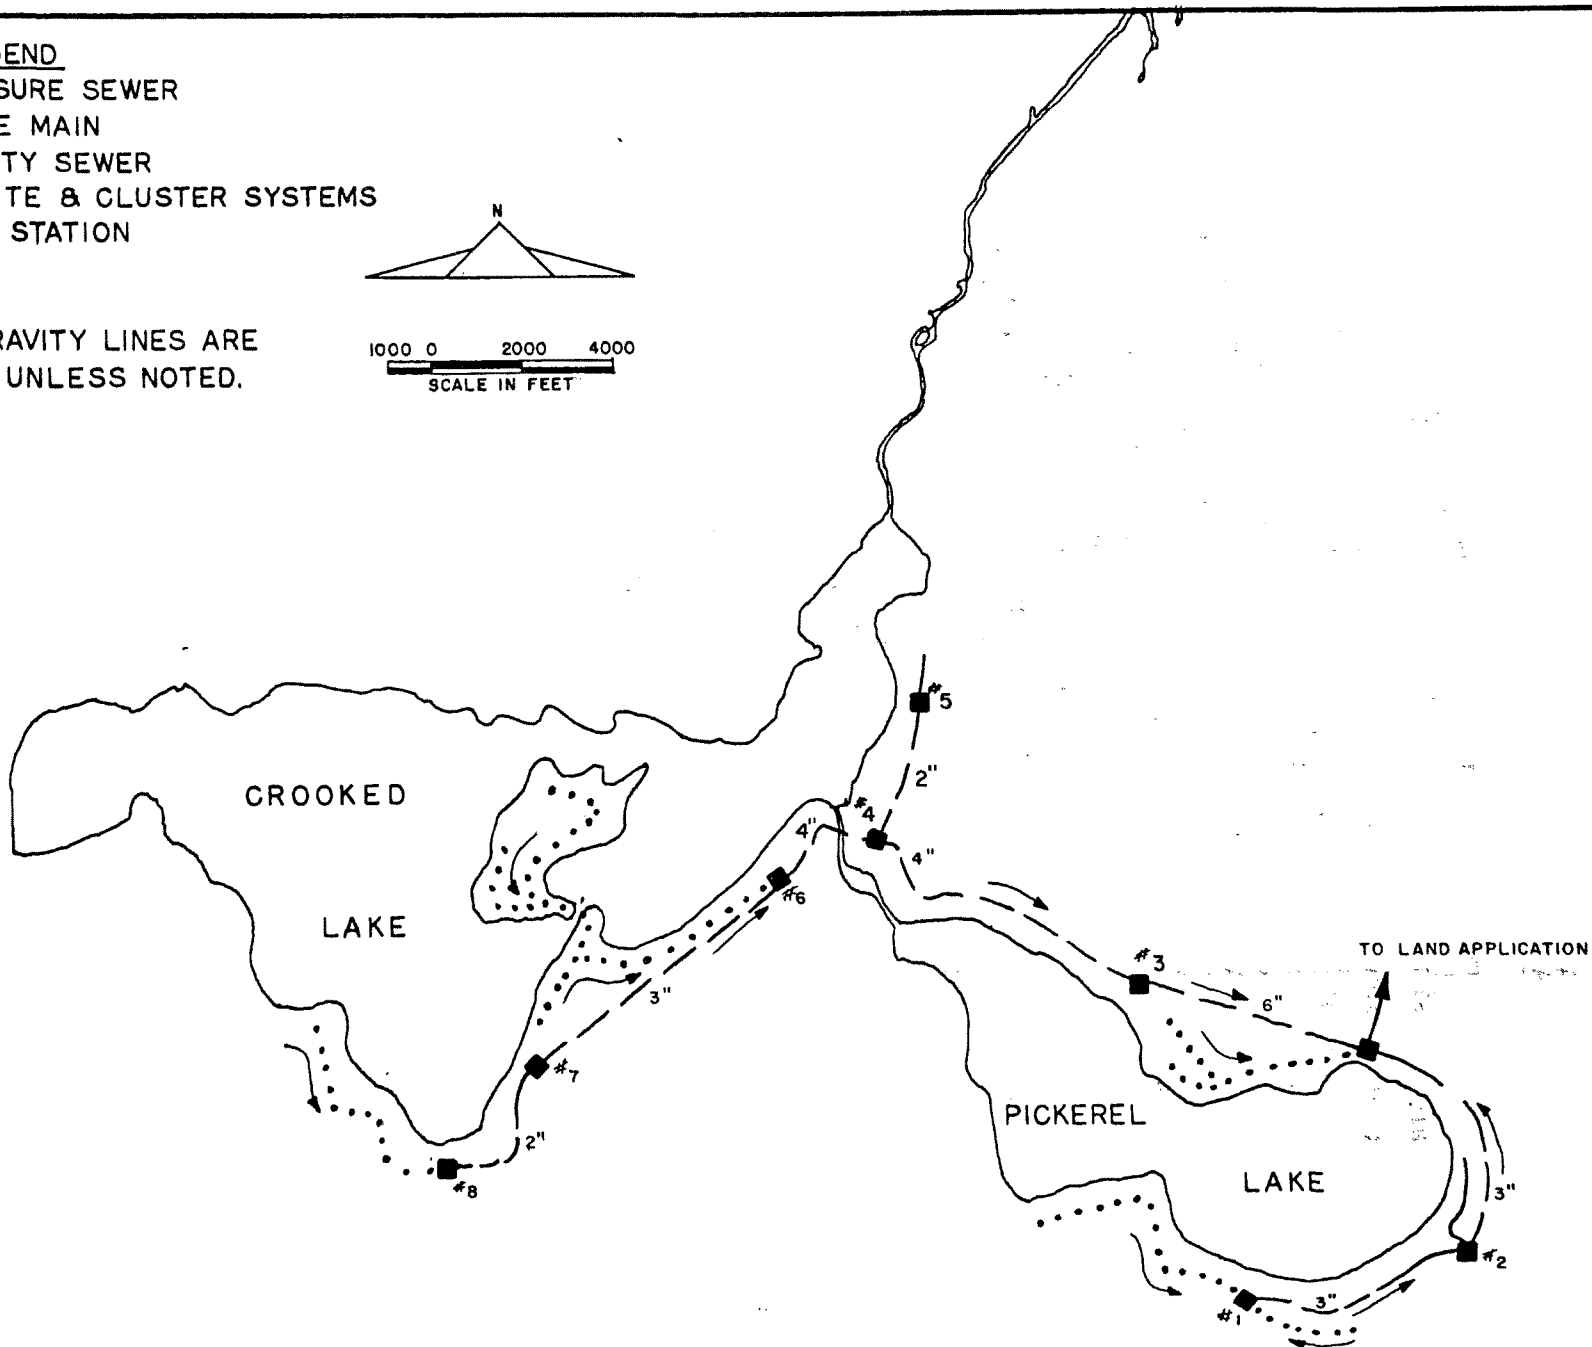 GEND
SURE SEWER
E MAIN
TY SEWER
TE & CLUSTER SYSTEMS
STATION
N
RAVITY LINES ARE
UNLESS NOTED.
1000 0 2000 4000
SCALE IN FEET
#5
2"
CROOKED
LAKE
#4
4"
4"
#6
3"
#7
2"
#8
#3
6"
TO LAND APPLICATION
PICKEREL
LAKE
3"
#2
3"
#1